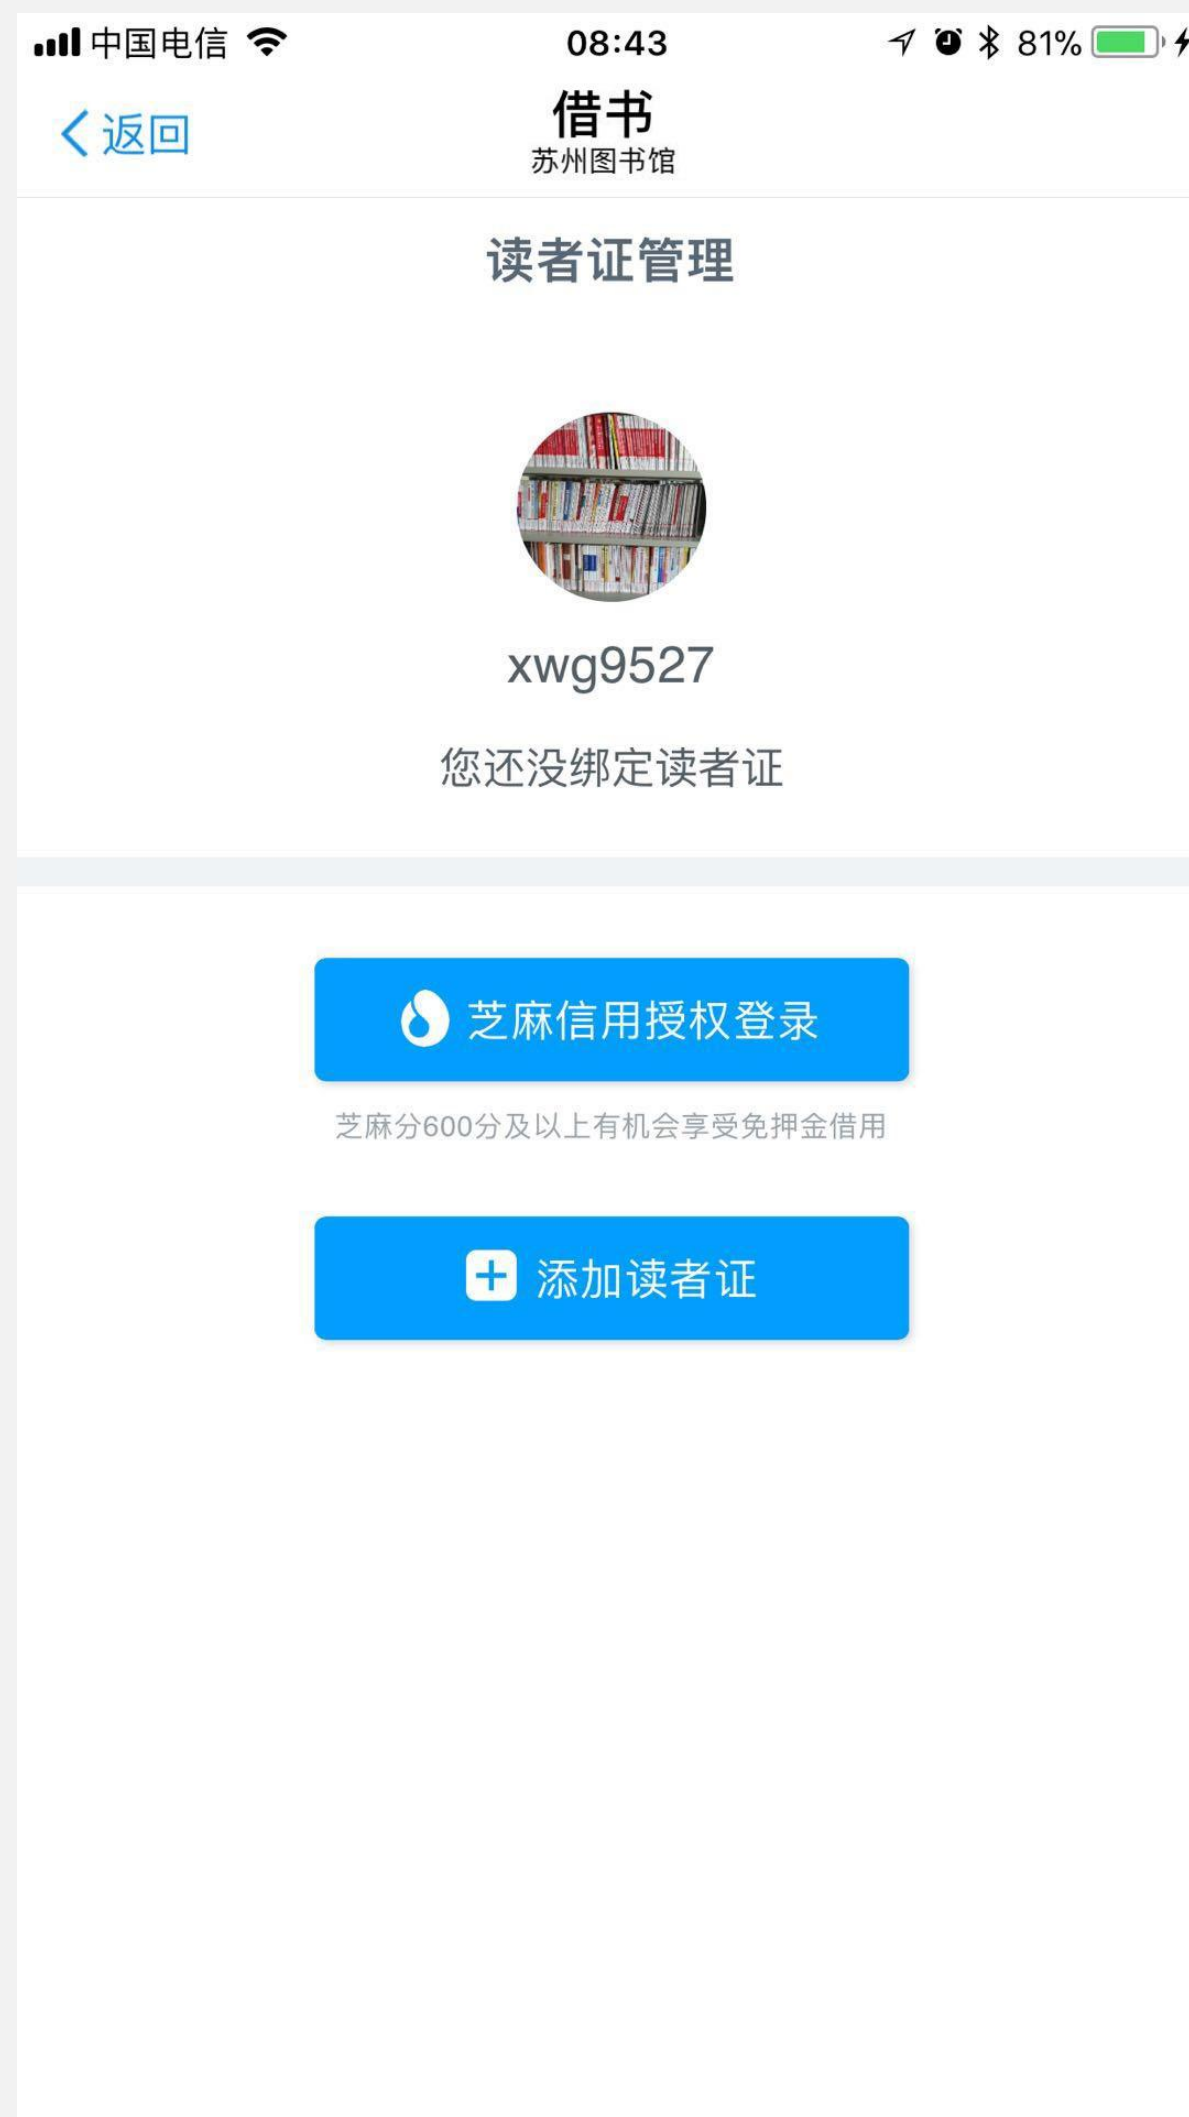 中国电信 08:43 81%
返回 借书
苏州图书馆
读者证管理
xwg9527
您还没绑定读者证
芝麻信用授权登录
芝麻分600分及以上有机会享受免押金借用
添加读者证